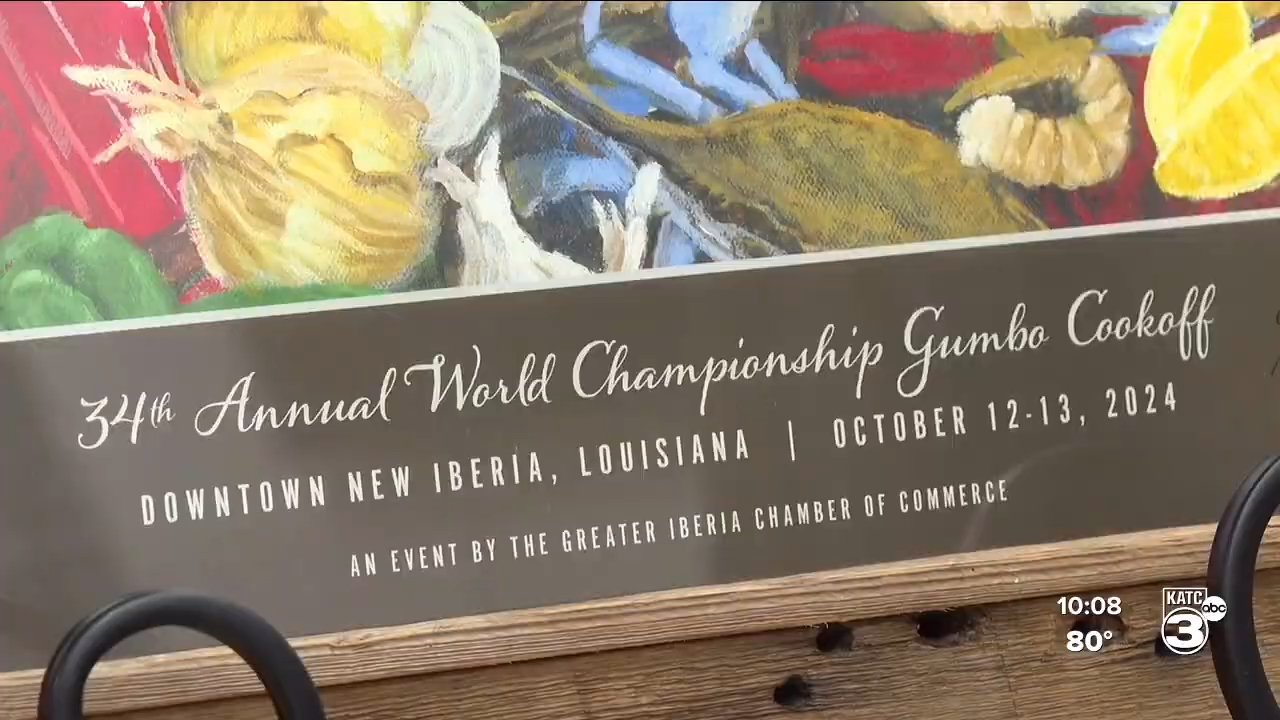 34th Annual World Championship Gumbo Cookoff
DOWNTOWN NEW IBERIA, LOUISIANA | OCTOBER 12-13, 2024
AN EVENT BY THE GREATER IBERIA CHAMBER OF COMMERCE
10:08
80°
KATC
abc
3